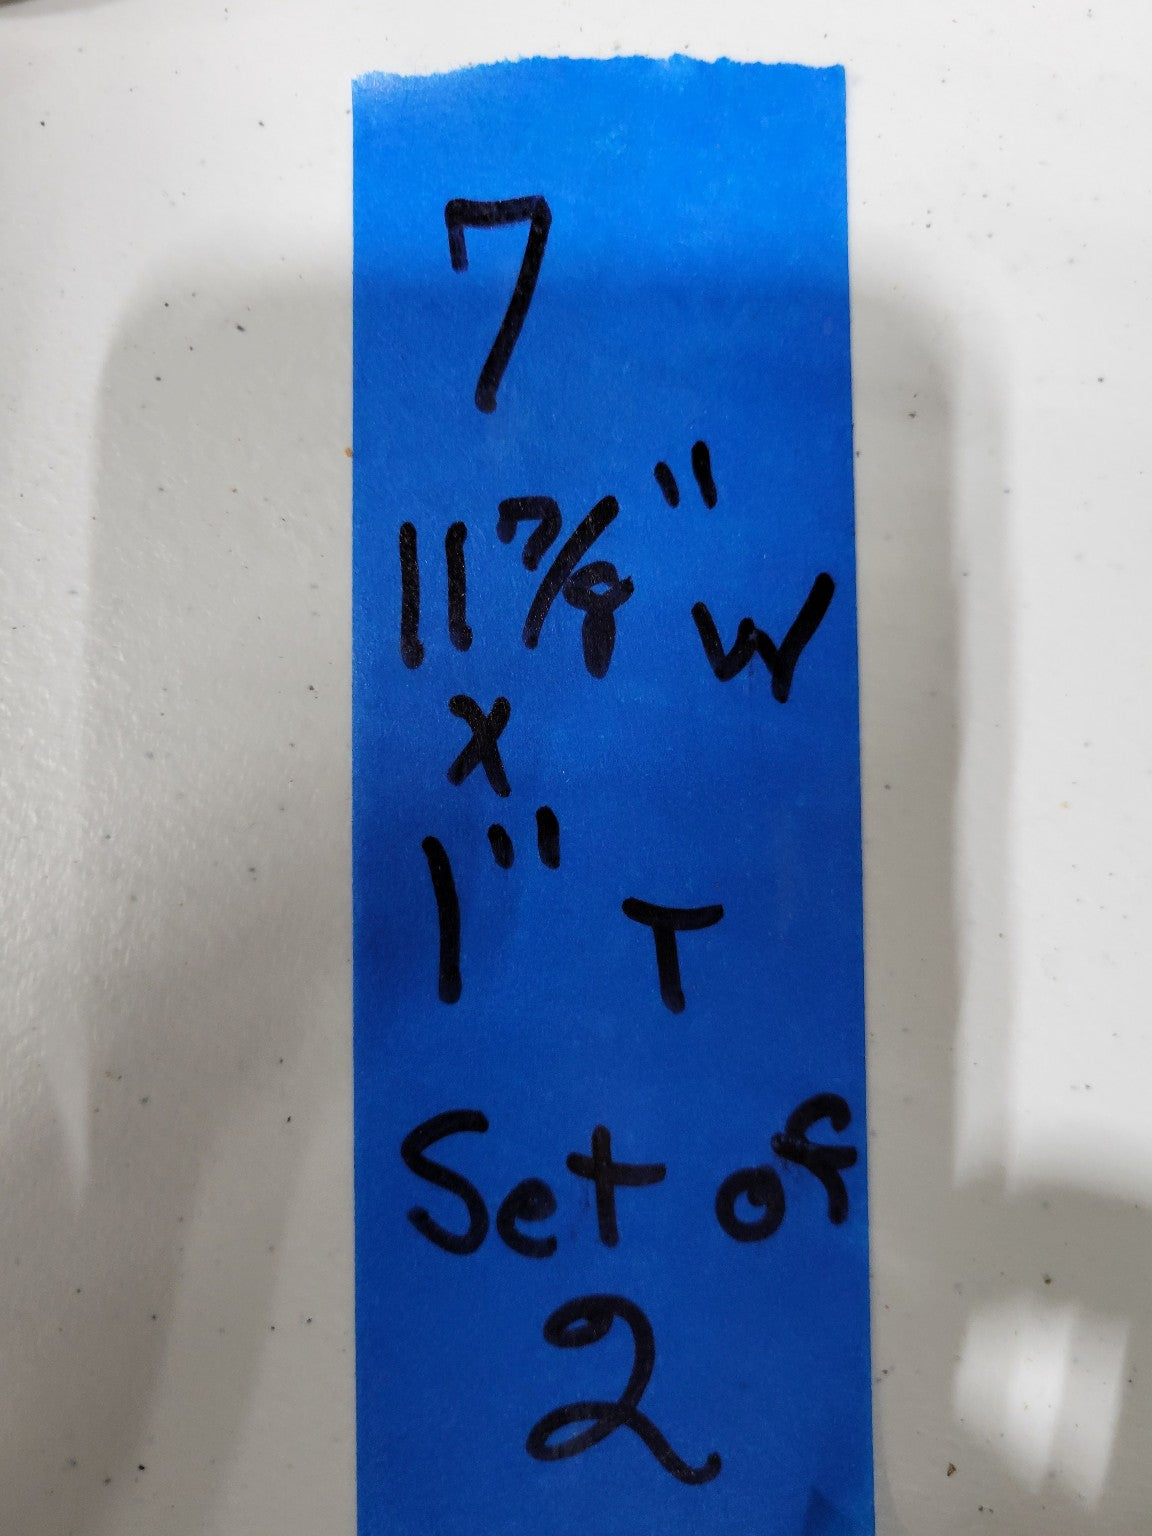 7
11 7/8" W
X
1" T
Set of
2